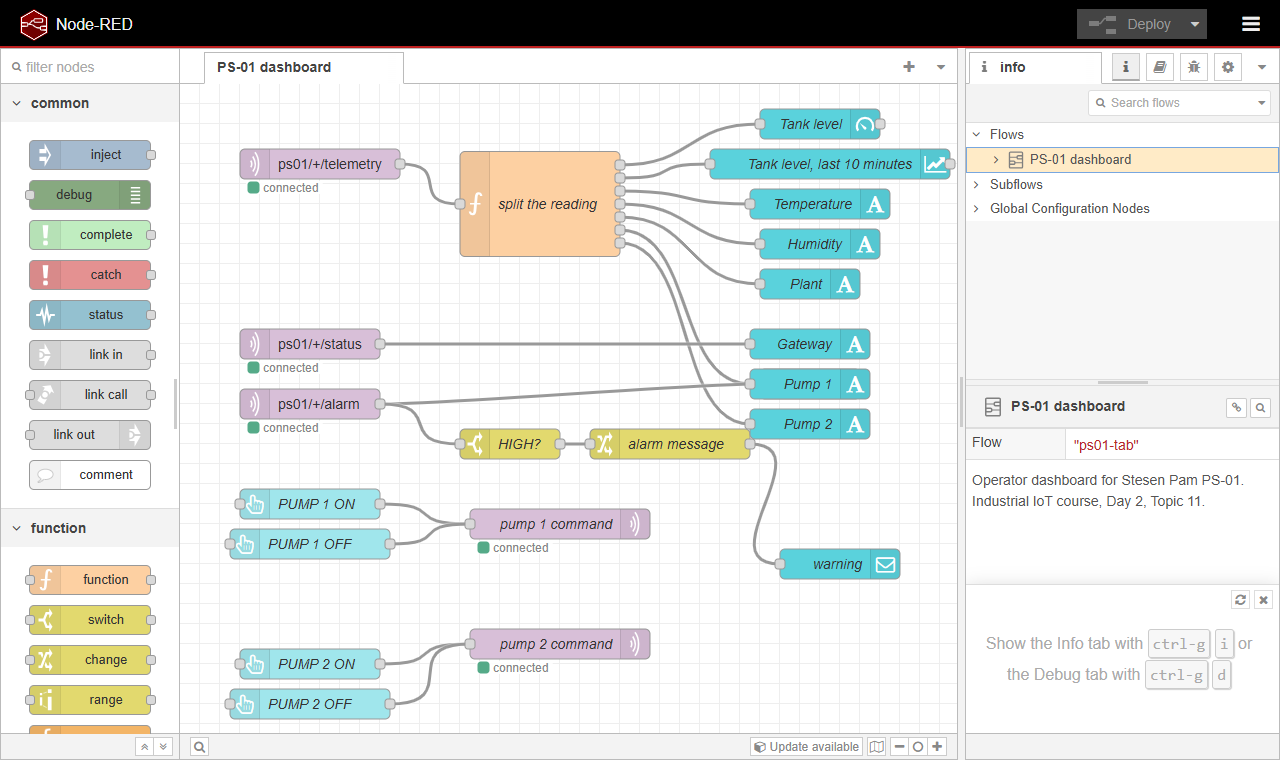 Node-RED
Deploy
filter nodes
PS-01 dashboard
info
i
common
inject
debug
complete
catch
status
link in
link call
link out
comment
function
function
switch
change
range
ps01/+/telemetry
connected
split the reading
Tank level
Tank level, last 10 minutes
Temperature
Humidity
Plant
ps01/+/status
connected
Gateway
ps01/+/alarm
connected
Pump 1
Pump 2
HIGH?
alarm message
PUMP 1 ON
PUMP 1 OFF
pump 1 command
connected
warning
pump 2 command
connected
PUMP 2 ON
PUMP 2 OFF
Update available
Search flows
Flows
PS-01 dashboard
Subflows
Global Configuration Nodes
PS-01 dashboard
Flow "ps01-tab"
Operator dashboard for Stesen Pam PS-01.
Industrial IoT course, Day 2, Topic 11.
Show the Info tab with ctrl-g i or
the Debug tab with ctrl-g d